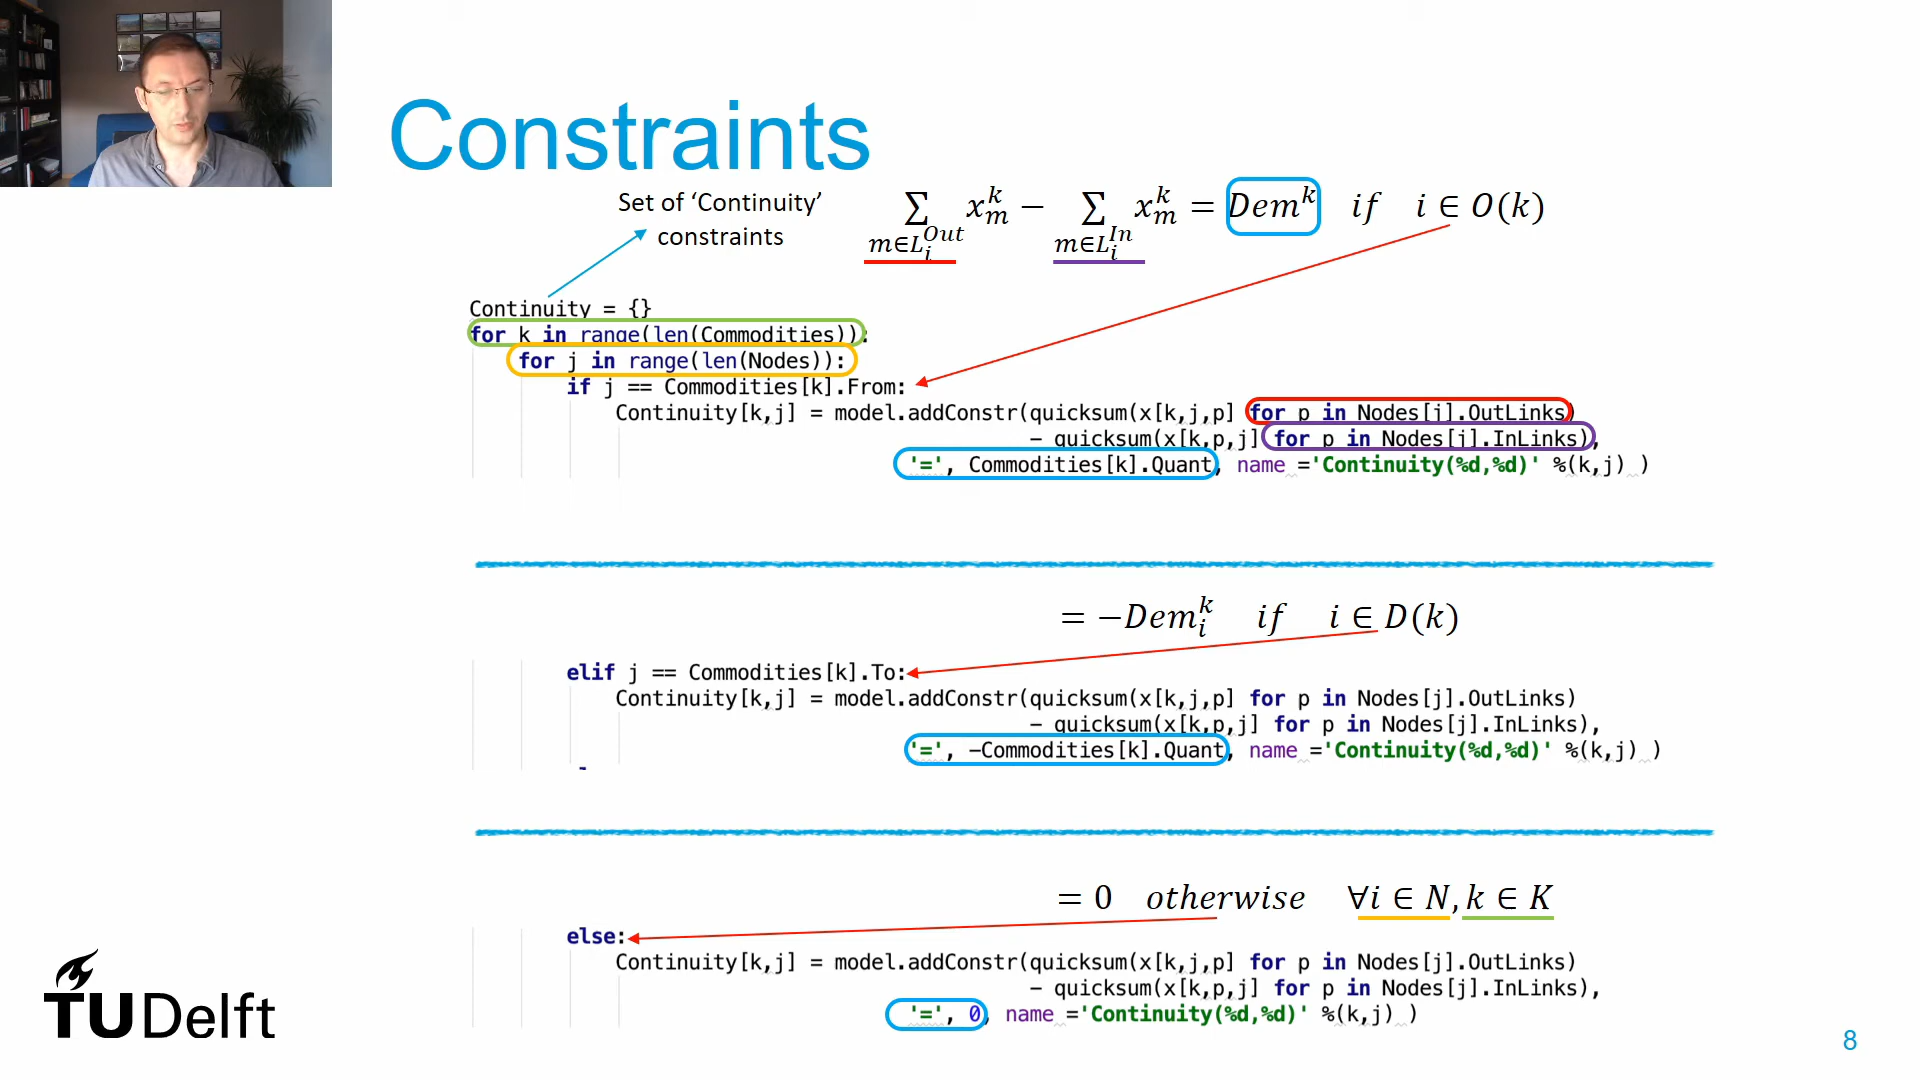 Constraints
Set of ‘Continuity’
constraints
∑ x_m^k − ∑ x_m^k = Dem^k if i ∈ O(k)
m∈L_i^Out m∈L_i^In
Continuity = {}
for k in range(len(Commodities)):
for j in range(len(Nodes)):
if j == Commodities[k].From:
Continuity[k,j] = model.addConstr(quicksum(x[k,j,p] for p in Nodes[j].OutLinks)
- quicksum(x[k,p,j] for p in Nodes[j].InLinks),
'=', Commodities[k].Quant, name ='Continuity(%d,%d)' %(k,j) )
= −Dem_i^k if i ∈ D(k)
elif j == Commodities[k].To:
Continuity[k,j] = model.addConstr(quicksum(x[k,j,p] for p in Nodes[j].OutLinks)
- quicksum(x[k,p,j] for p in Nodes[j].InLinks),
'=', -Commodities[k].Quant, name ='Continuity(%d,%d)' %(k,j) )
= 0 otherwise ∀i ∈ N, k ∈ K
else:
Continuity[k,j] = model.addConstr(quicksum(x[k,j,p] for p in Nodes[j].OutLinks)
- quicksum(x[k,p,j] for p in Nodes[j].InLinks),
'=', 0, name ='Continuity(%d,%d)' %(k,j) )
TUDelft
8